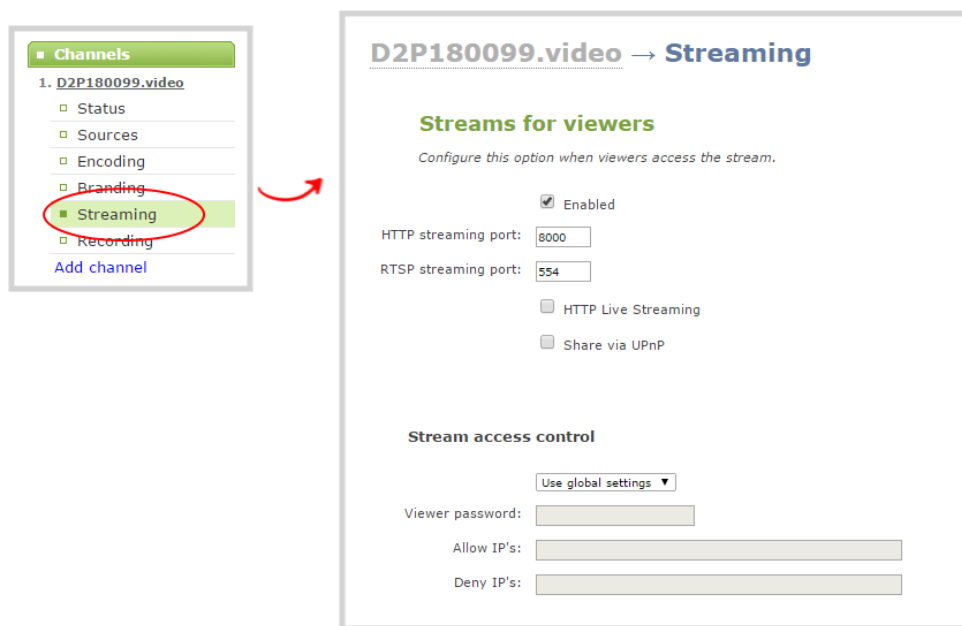 Channels
1. D2P180099.video
Status
Sources
Encoding
Branding
Streaming
Recording
Add channel
D2P180099.video → Streaming
Streams for viewers
Configure this option when viewers access the stream.
Enabled
HTTP streaming port: 8000
RTSP streaming port: 554
HTTP Live Streaming
Share via UPnP
Stream access control
Use global settings ▼
Viewer password:
Allow IP's:
Deny IP's: